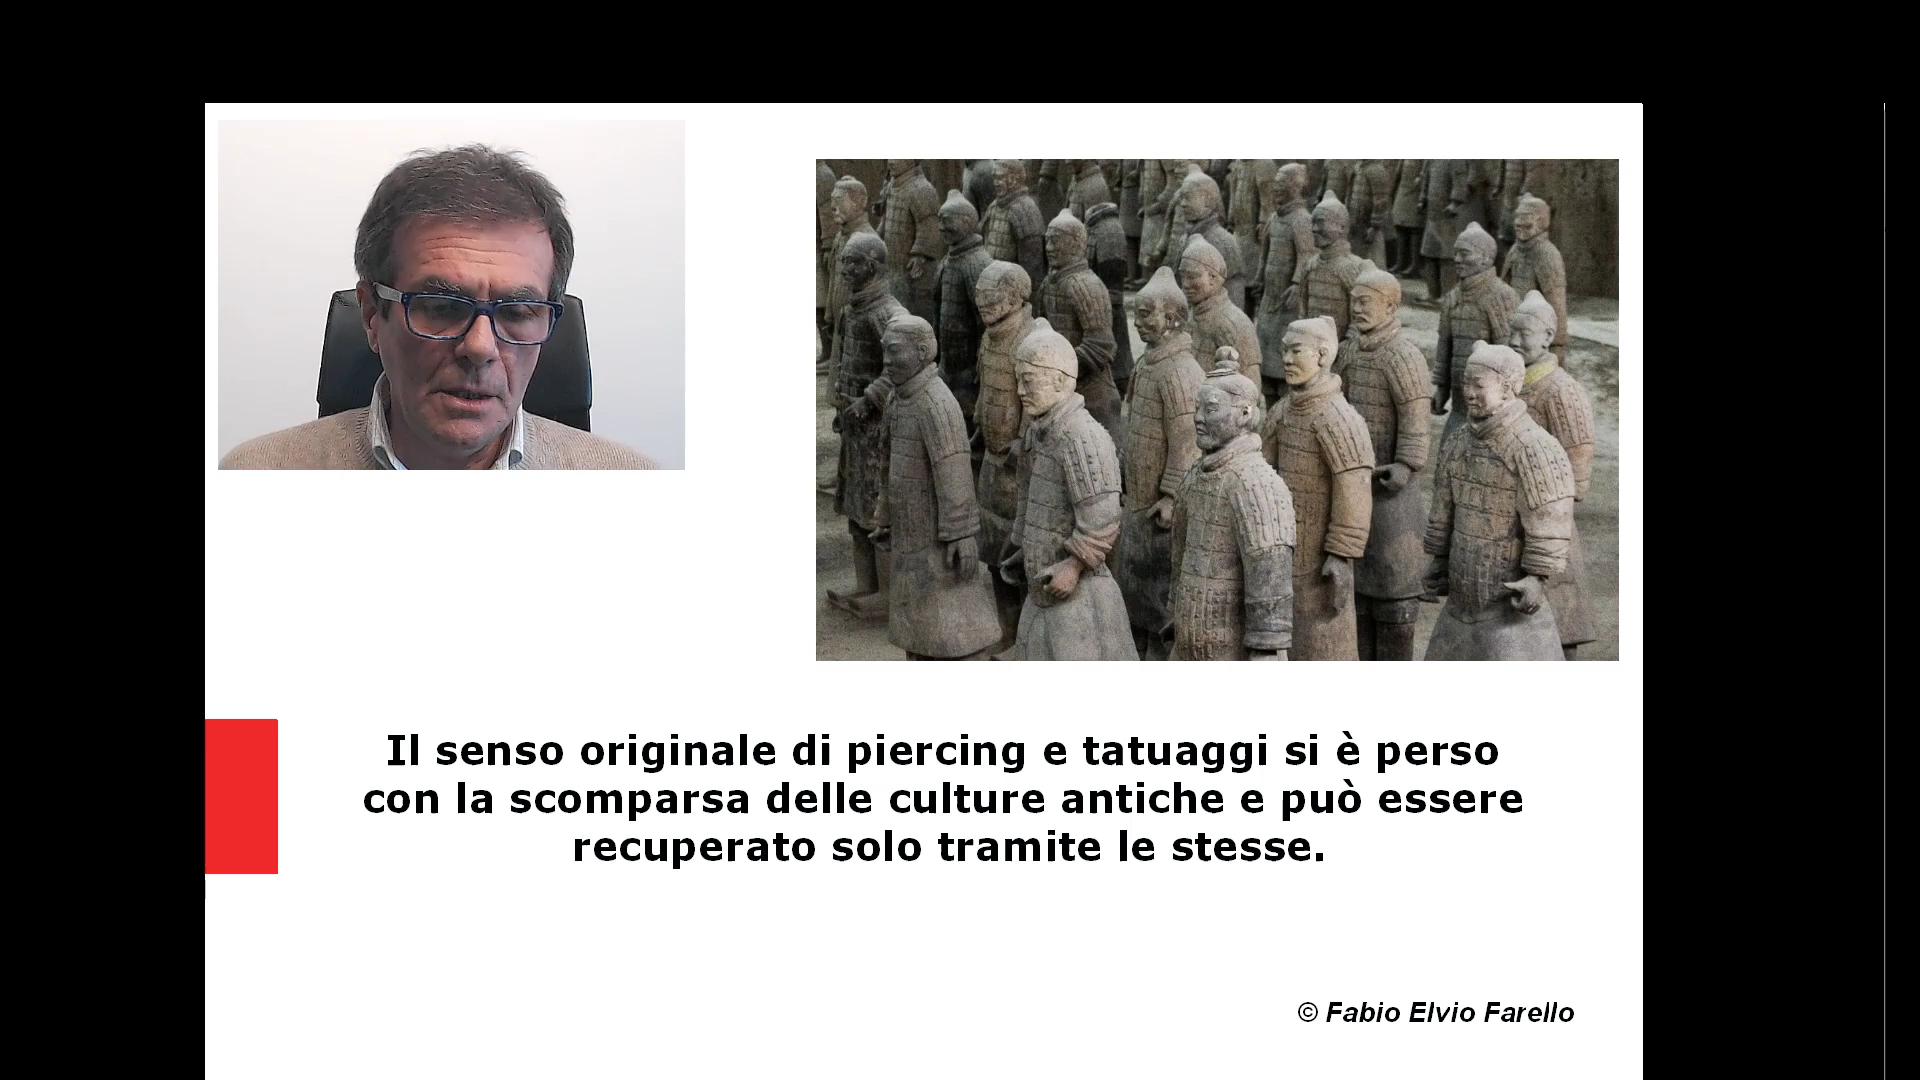 Il senso originale di piercing e tatuaggi si è perso
con la scomparsa delle culture antiche e può essere
recuperato solo tramite le stesse.
© Fabio Elvio Farello